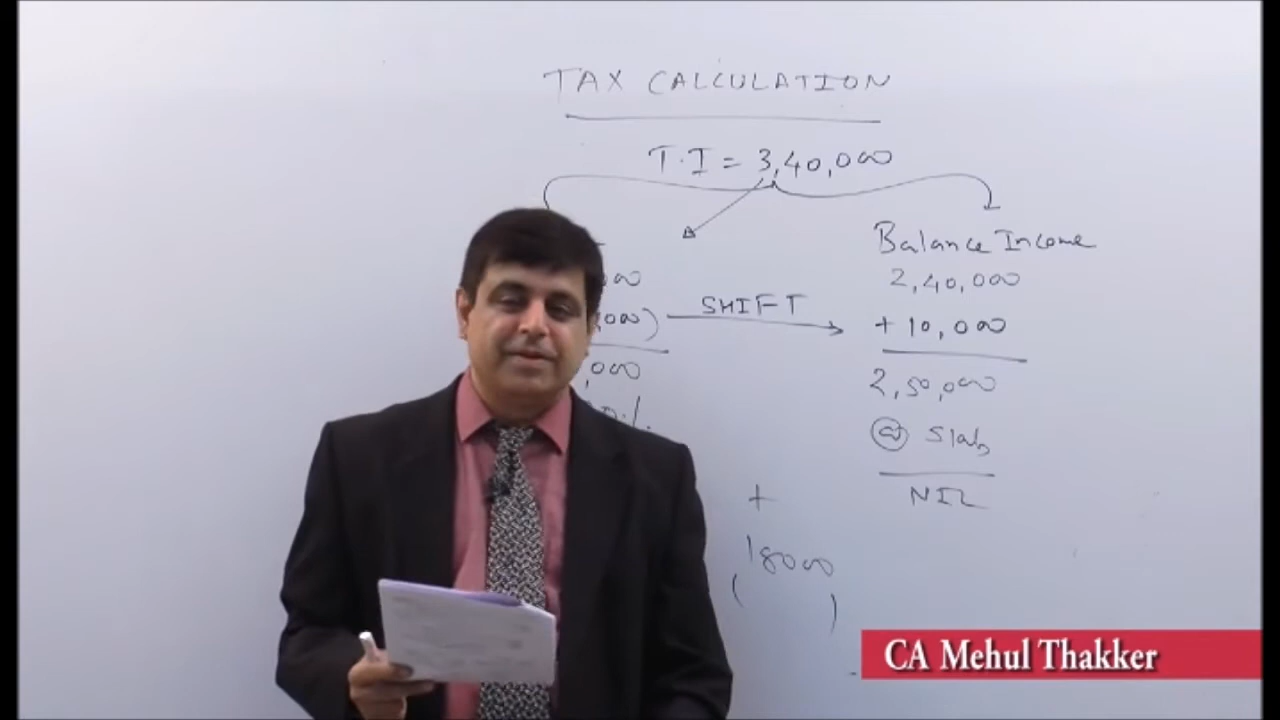 TAX CALCULATION
T.I = 3,40,000
Balance Income
2,40,000
SHIFT
+ 10,000
2,50,000
@ Slab
NIL
+
18000
( )
CA Mehul Thakker